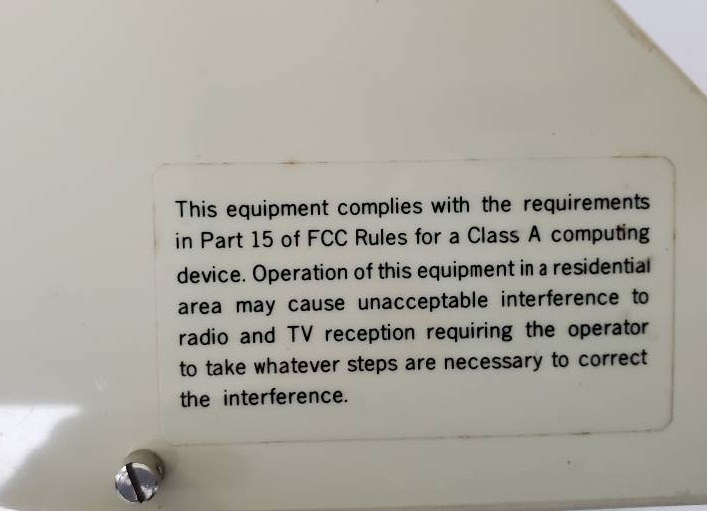 This equipment complies with the requirements
in Part 15 of FCC Rules for a Class A computing
device. Operation of this equipment in a residential
area may cause unacceptable interference to
radio and TV reception requiring the operator
to take whatever steps are necessary to correct
the interference.